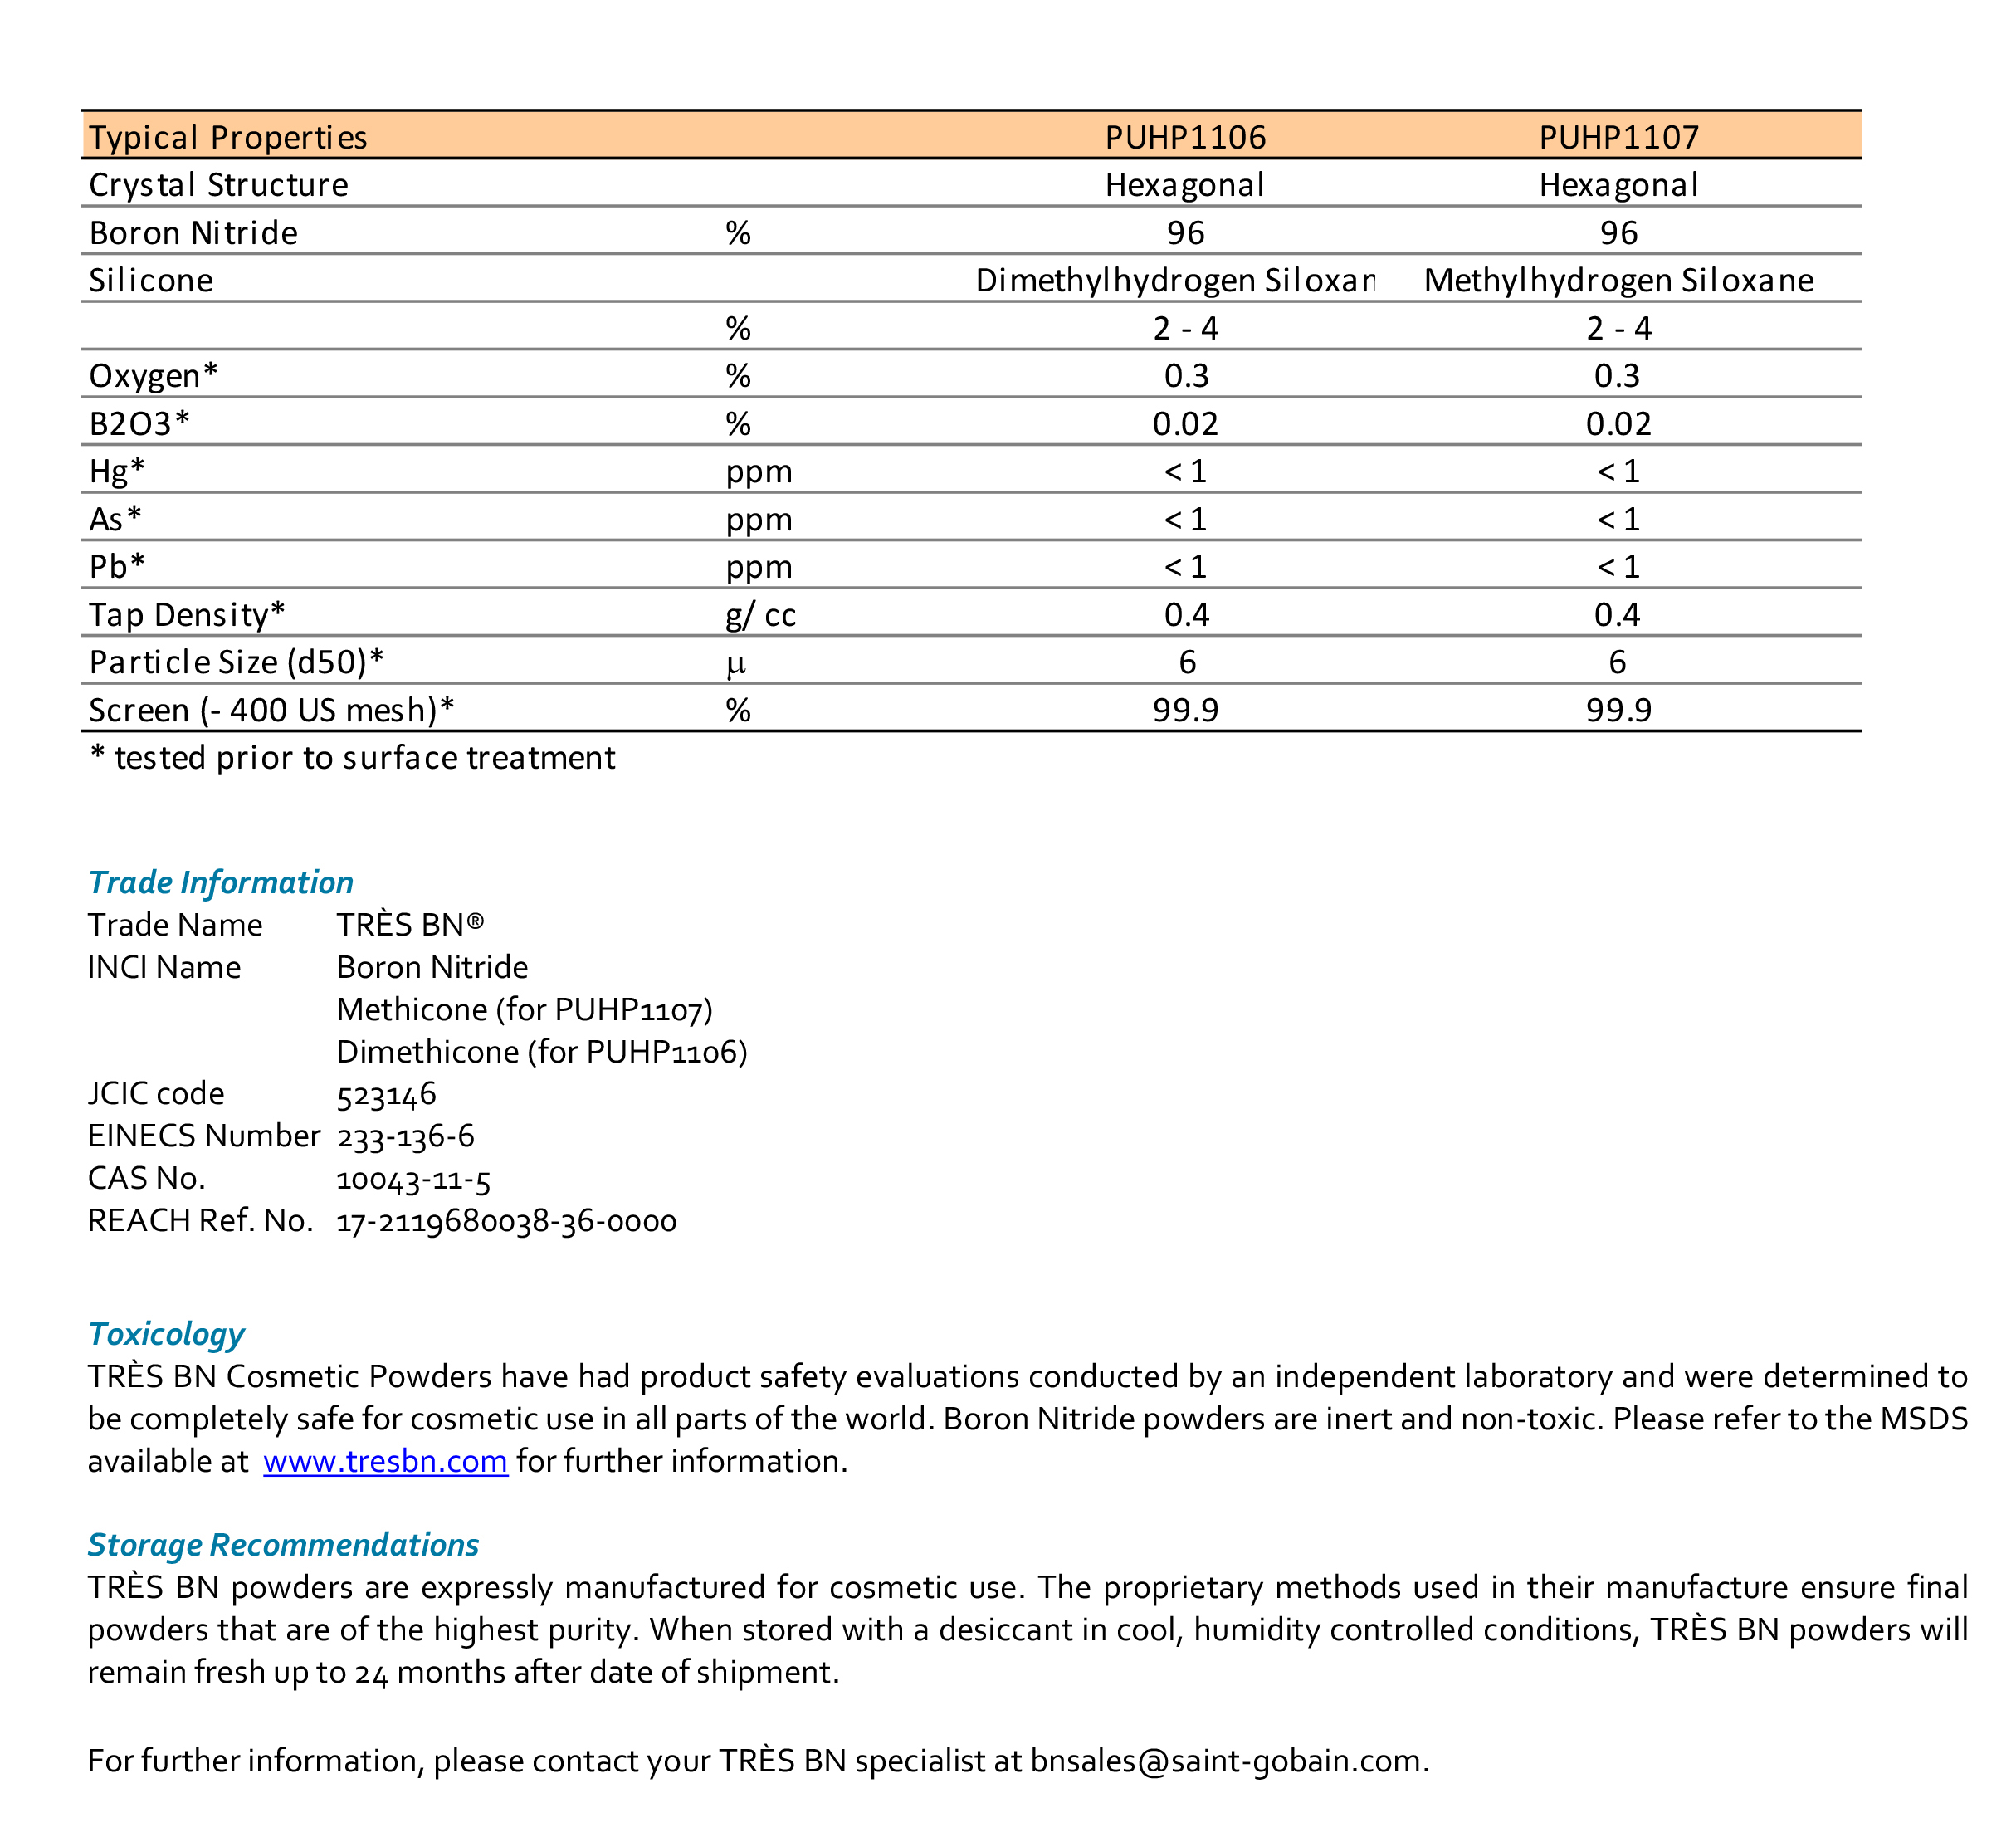 Typical Properties PUHP1106 PUHP1107
Crystal Structure Hexagonal Hexagonal
Boron Nitride % 96 96
Silicone Dimethylhydrogen Siloxan Methylhydrogen Siloxane
% 2 - 4 2 - 4
Oxygen* % 0.3 0.3
B2O3* % 0.02 0.02
Hg* ppm < 1 < 1
As* ppm < 1 < 1
Pb* ppm < 1 < 1
Tap Density* g/ cc 0.4 0.4
Particle Size (d50)* μ 6 6
Screen (- 400 US mesh)* % 99.9 99.9
* tested prior to surface treatment
Trade Information
Trade Name TRÈS BN®
INCI Name Boron Nitride
Methicone (for PUHP1107)
Dimethicone (for PUHP1106)
JCIC code 523146
EINECS Number 233-136-6
CAS No. 10043-11-5
REACH Ref. No. 17-2119680038-36-0000
Toxicology
TRÈS BN Cosmetic Powders have had product safety evaluations conducted by an independent laboratory and were determined to
be completely safe for cosmetic use in all parts of the world. Boron Nitride powders are inert and non-toxic. Please refer to the MSDS
available at www.tresbn.com for further information.
Storage Recommendations
TRÈS BN powders are expressly manufactured for cosmetic use. The proprietary methods used in their manufacture ensure final
powders that are of the highest purity. When stored with a desiccant in cool, humidity controlled conditions, TRÈS BN powders will
remain fresh up to 24 months after date of shipment.
For further information, please contact your TRÈS BN specialist at bnsales@saint-gobain.com.